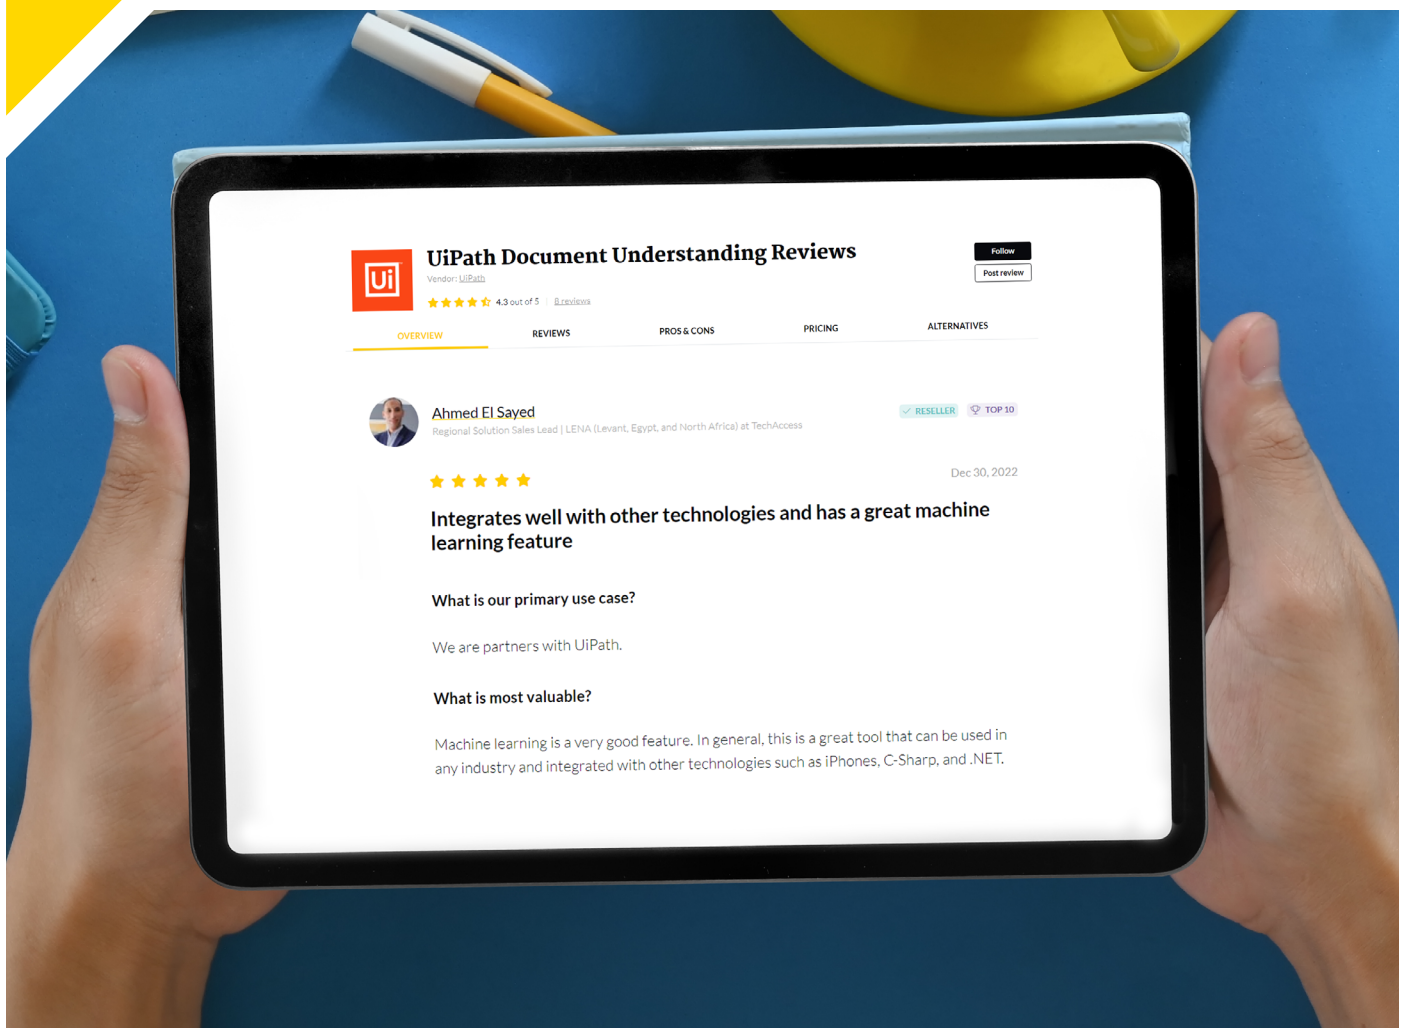 Ui
UiPath Document Understanding Reviews
Vendor: UiPath
4.3 out of 5 | 8 reviews
Follow
Post review
OVERVIEW REVIEWS PROS & CONS PRICING ALTERNATIVES
Ahmed El Sayed
Regional Solution Sales Lead | LENA (Levant, Egypt, and North Africa) at TechAccess
RESELLER TOP 10
Dec 30, 2022
Integrates well with other technologies and has a great machine
learning feature
What is our primary use case?
We are partners with UiPath.
What is most valuable?
Machine learning is a very good feature. In general, this is a great tool that can be used in
any industry and integrated with other technologies such as iPhones, C-Sharp, and .NET.